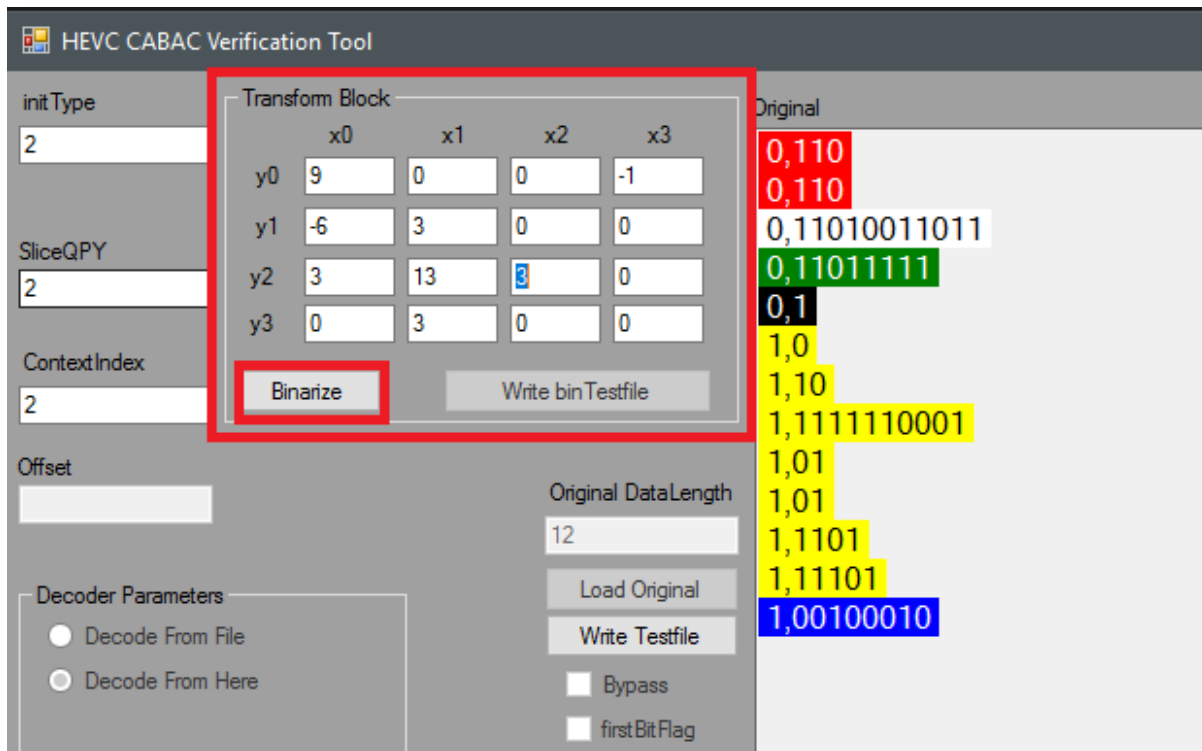 HEVC CABAC Verification Tool
initType
2
SliceQPY
2
ContextIndex
2
Offset
Transform Block
x0 x1 x2 x3
y0 9 0 0 -1
y1 -6 3 0 0
y2 3 13 3 0
y3 0 3 0 0
Binarize
Write binTestfile
Original DataLength
12
Load Original
Write Testfile
Bypass
firstBitFlag
Decoder Parameters
Decode From File
Decode From Here
Original
0,110
0,110
0,11010011011
0,11011111
0,1
1,0
1,10
1,1111110001
1,01
1,01
1,1101
1,11101
1,00100010